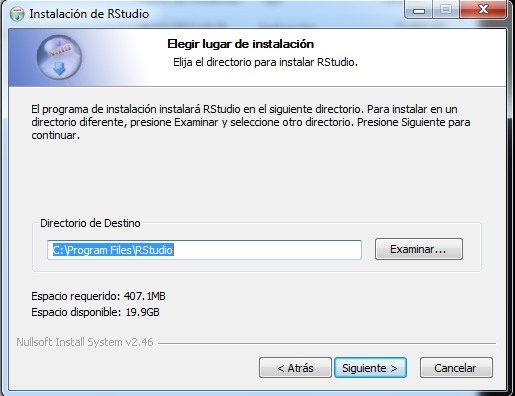 Instalación de RStudio
Elegir lugar de instalación
Elija el directorio para instalar RStudio.
El programa de instalación instalará RStudio en el siguiente directorio. Para instalar en un
directorio diferente, presione Examinar y seleccione otro directorio. Presione Siguiente para
continuar.
Directorio de Destino
C:\Program Files\RStudio
Examinar...
Espacio requerido: 407.1MB
Espacio disponible: 19.9GB
Nullsoft Install System v2.46
< Atrás
Siguiente >
Cancelar